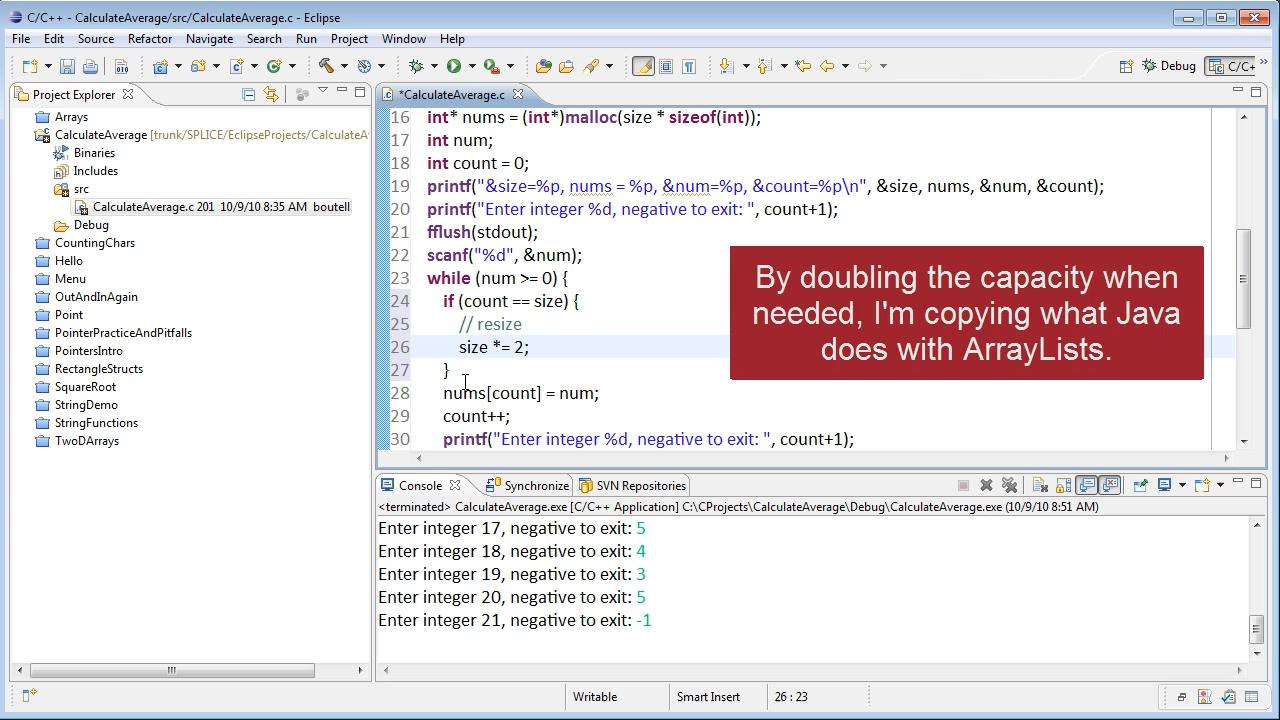 C/C++ - CalculateAverage/src/CalculateAverage.c - Eclipse
File Edit Source Refactor Navigate Search Run Project Window Help
Debug C/C++
Project Explorer
Arrays
CalculateAverage [trunk/SPLICE/EclipseProjects/CalculateA
Binaries
Includes
src
CalculateAverage.c 201 10/9/10 8:35 AM boutell
Debug
CountingChars
Hello
Menu
OutAndInAgain
Point
PointerPracticeAndPitfalls
PointersIntro
RectangleStructs
SquareRoot
StringDemo
StringFunctions
TwoDArrays
*CalculateAverage.c
16 int* nums = (int*)malloc(size * sizeof(int));
17 int num;
18 int count = 0;
19 printf("&size=%p, nums = %p, &num=%p, &count=%p\n", &size, nums, &num, &count);
20 printf("Enter integer %d, negative to exit: ", count+1);
21 fflush(stdout);
22 scanf("%d", &num);
23 while (num >= 0) {
24 if (count == size) {
25 // resize
26 size *= 2;
27 }
28 nums[count] = num;
29 count++;
30 printf("Enter integer %d, negative to exit: ", count+1);
By doubling the capacity when
needed, I'm copying what Java
does with ArrayLists.
Console Synchronize SVN Repositories
<terminated> CalculateAverage.exe [C/C++ Application] C:\CProjects\CalculateAverage\Debug\CalculateAverage.exe (10/9/10 8:51 AM)
Enter integer 17, negative to exit: 5
Enter integer 18, negative to exit: 4
Enter integer 19, negative to exit: 3
Enter integer 20, negative to exit: 5
Enter integer 21, negative to exit: -1
Writable Smart Insert 26 : 23